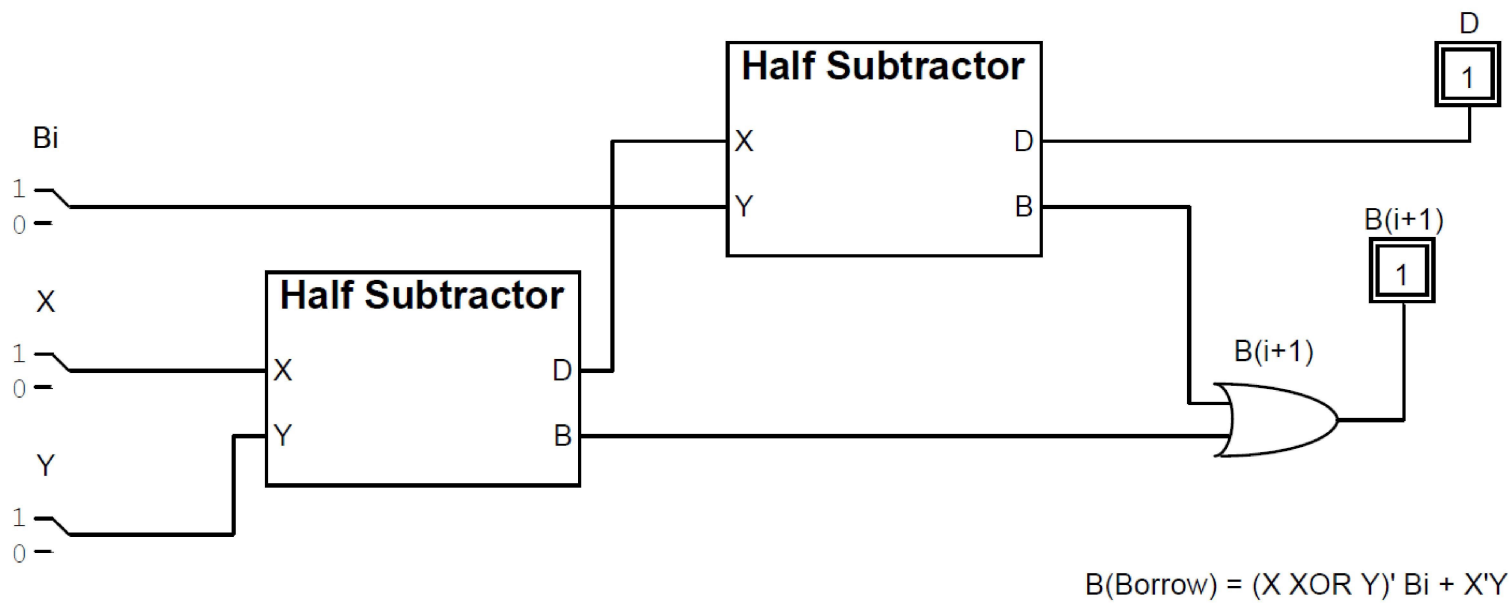 D
Half Subtractor
1
Bi
X
D
1
0
Y
B
B(i+1)
1
X
Half Subtractor
B(i+1)
1
0
X
D
Y
B
Y
1
0
B(Borrow) = (X XOR Y)' Bi + X'Y